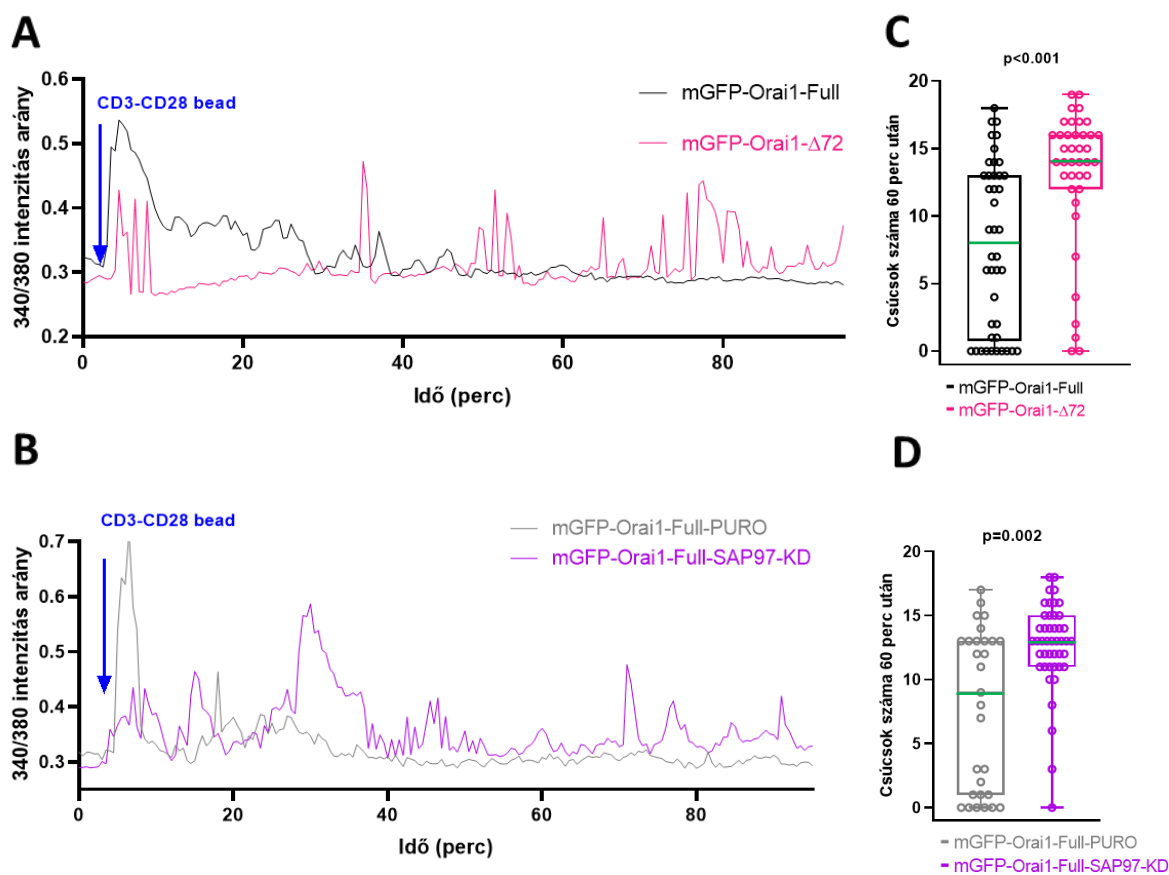 A
340/380 intenzitás arány
0.6
0.5
0.4
0.3
0.2
CD3-CD28 bead
mGFP-Orai1-Full
mGFP-Orai1-Δ72
0 20 40 60 80
Idő (perc)
C
p<0.001
Csúcsok száma 60 perc után
20
15
10
5
0
mGFP-Orai1-Full
mGFP-Orai1-Δ72
B
340/380 intenzitás arány
0.7
0.6
0.5
0.4
0.3
CD3-CD28 bead
mGFP-Orai1-Full-PURO
mGFP-Orai1-Full-SAP97-KD
0 20 40 60 80
Idő (perc)
D
p=0.002
Csúcsok száma 60 perc után
20
15
10
5
0
mGFP-Orai1-Full-PURO
mGFP-Orai1-Full-SAP97-KD